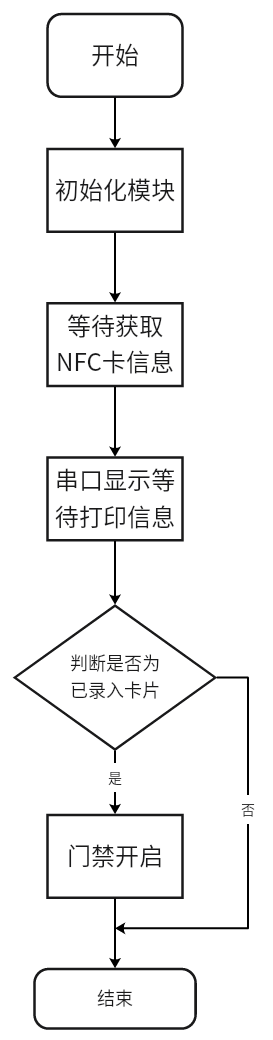 开始
初始化模块
等待获取
NFC卡信息
串口显示等
待打印信息
判断是否为
已录入卡片
是
否
门禁开启
结束